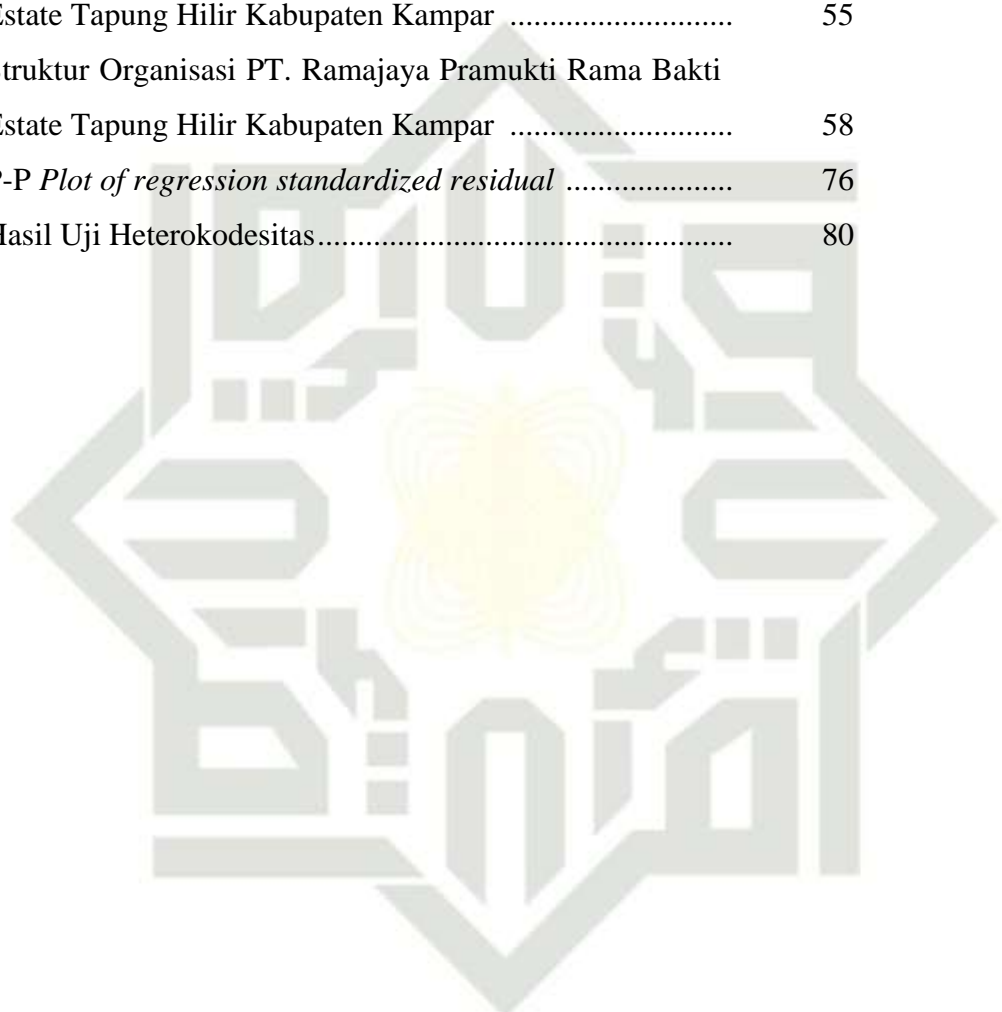 Estate Tapung Hilir Kabupaten Kampar ............................ 55
Struktur Organisasi PT. Ramajaya Pramukti Rama Bakti
Estate Tapung Hilir Kabupaten Kampar ............................ 58
P-P Plot of regression standardized residual ..................... 76
Hasil Uji Heterokodesitas.................................................... 80